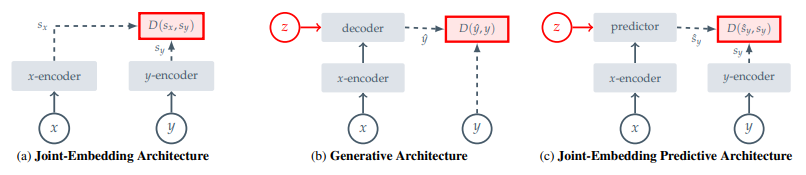 s_x
D(s_x, s_y)
s_y
x-encoder
y-encoder
x
y
(a) Joint-Embedding Architecture
z
decoder
ŷ
D(ŷ, y)
x-encoder
x
y
(b) Generative Architecture
z
predictor
ŝ_y
D(ŝ_y, s_y)
s_y
x-encoder
y-encoder
x
y
(c) Joint-Embedding Predictive Architecture